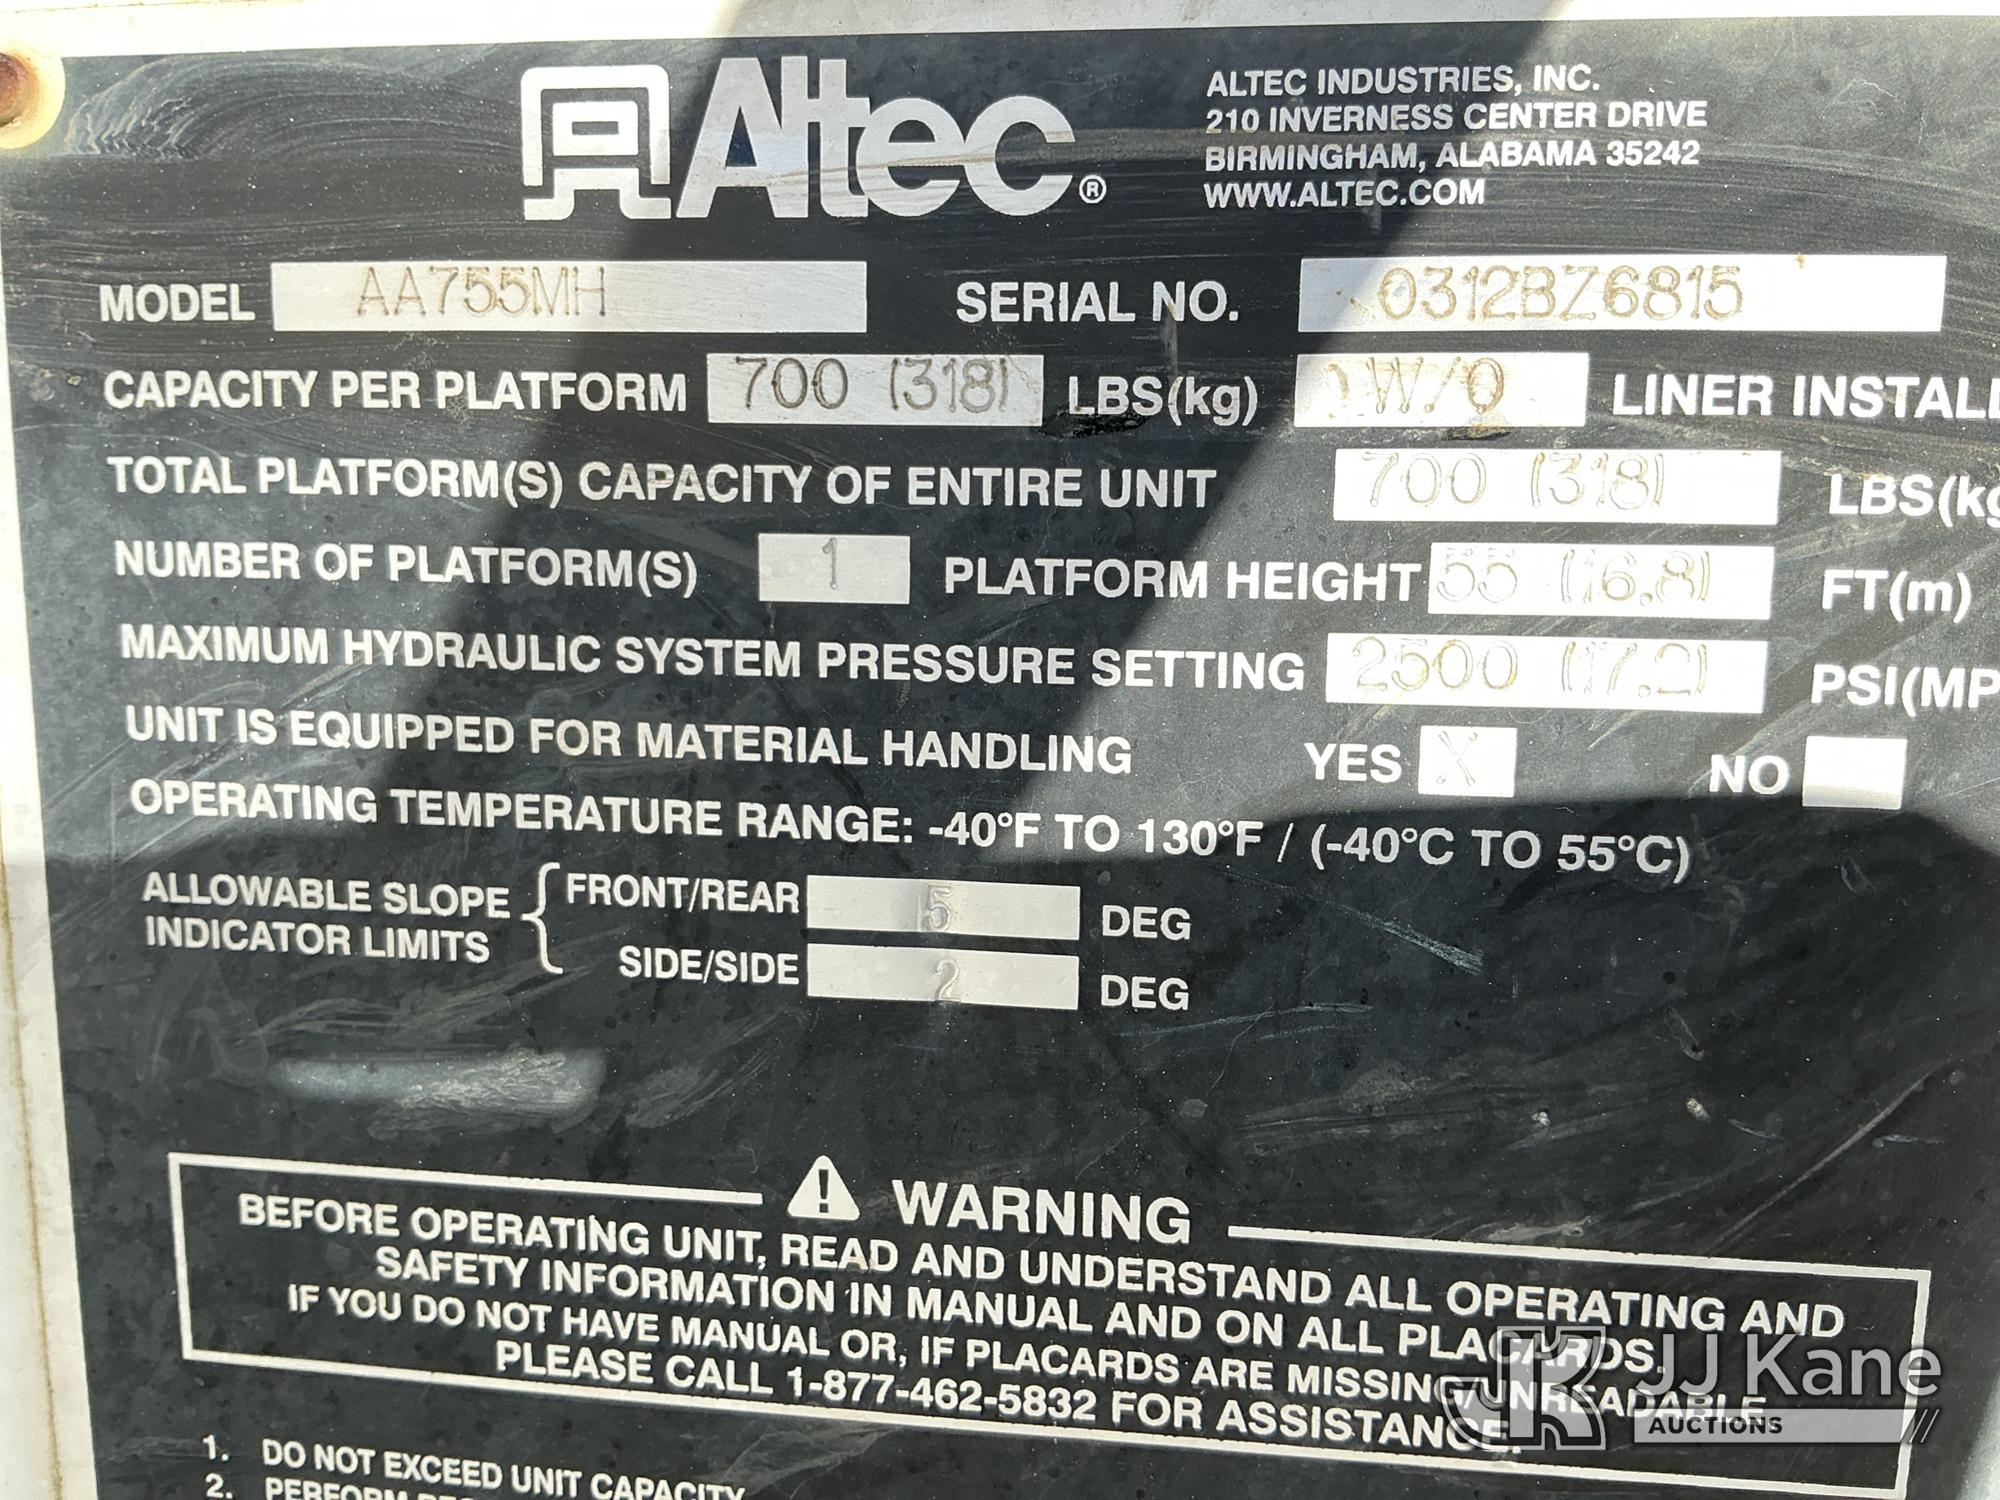 Altec®
ALTEC INDUSTRIES, INC.
210 INVERNESS CENTER DRIVE
BIRMINGHAM, ALABAMA 35242
WWW.ALTEC.COM
MODEL AA755MH SERIAL NO. 0312BZ6815
CAPACITY PER PLATFORM 700 (318) LBS(kg) W/O LINER INSTALL
TOTAL PLATFORM(S) CAPACITY OF ENTIRE UNIT 700 (318) LBS(kg
NUMBER OF PLATFORM(S) 1 PLATFORM HEIGHT 55 (16.8) FT(m)
MAXIMUM HYDRAULIC SYSTEM PRESSURE SETTING 2500 (17.2) PSI(MP
UNIT IS EQUIPPED FOR MATERIAL HANDLING YES X NO
OPERATING TEMPERATURE RANGE: -40°F TO 130°F / (-40°C TO 55°C)
ALLOWABLE SLOPE INDICATOR LIMITS
FRONT/REAR 5 DEG
SIDE/SIDE 2 DEG
WARNING
BEFORE OPERATING UNIT, READ AND UNDERSTAND ALL OPERATING AND
SAFETY INFORMATION IN MANUAL AND ON ALL PLACARDS.
IF YOU DO NOT HAVE MANUAL OR, IF PLACARDS ARE MISSING/UNREADABLE
PLEASE CALL 1-877-462-5832 FOR ASSISTANCE.
1. DO NOT EXCEED UNIT CAPACITY
2. PERFORM
JK JJ Kane
AUCTIONS